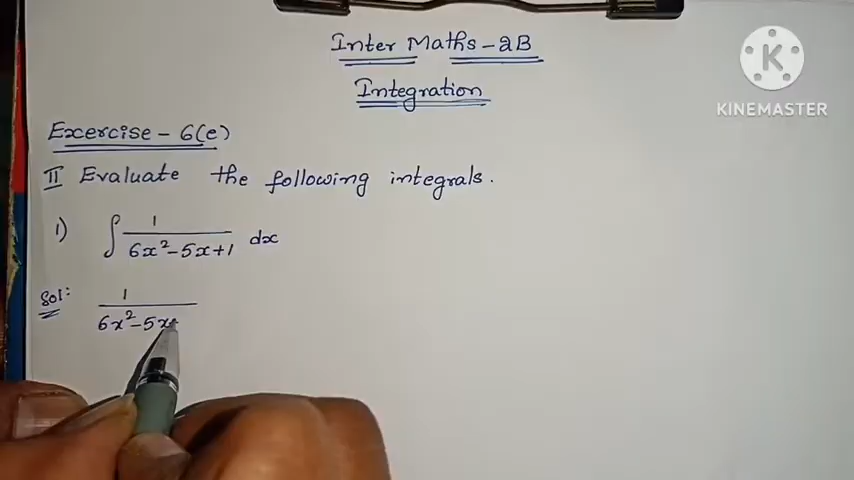 Inter Maths-2B
Integration
K
KINEMASTER
Exercise-6(e)
II Evaluate the following integrals.
1) ∫ 1/(6x²-5x+1) dx
Sol: 1/(6x²-5x